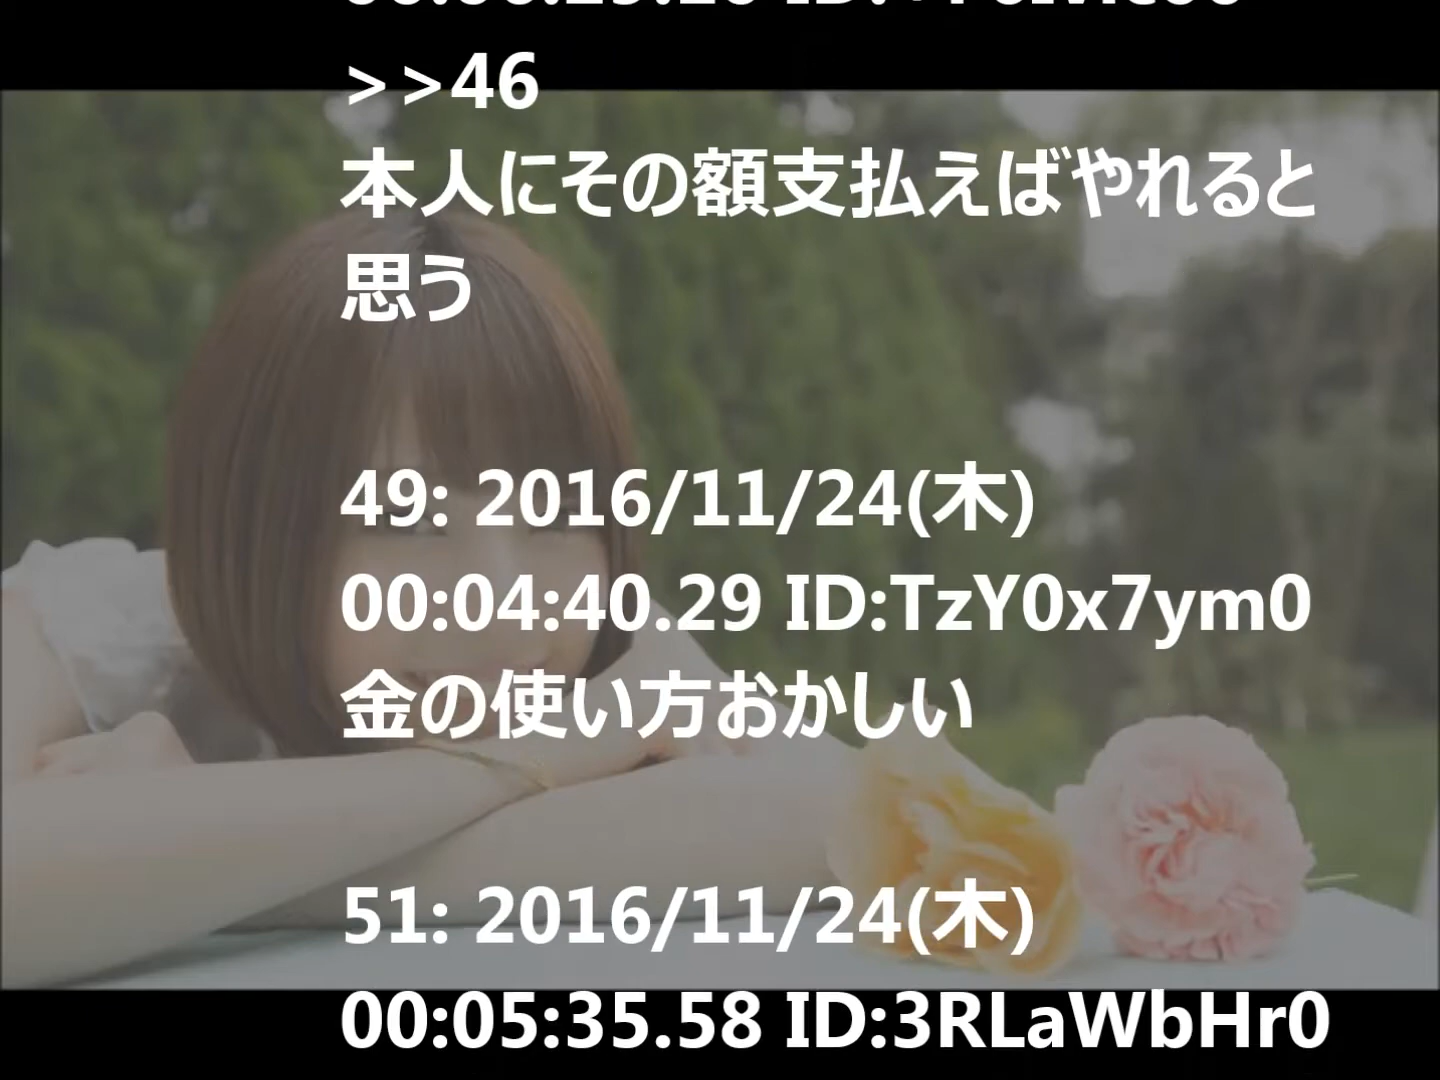 >>46
本人にその額支払えばやれると
思う
49: 2016/11/24(木)
00:04:40.29 ID:TzY0x7ym0
金の使い方おかしい
51: 2016/11/24(木)
00:05:35.58 ID:3RLaWbHr0